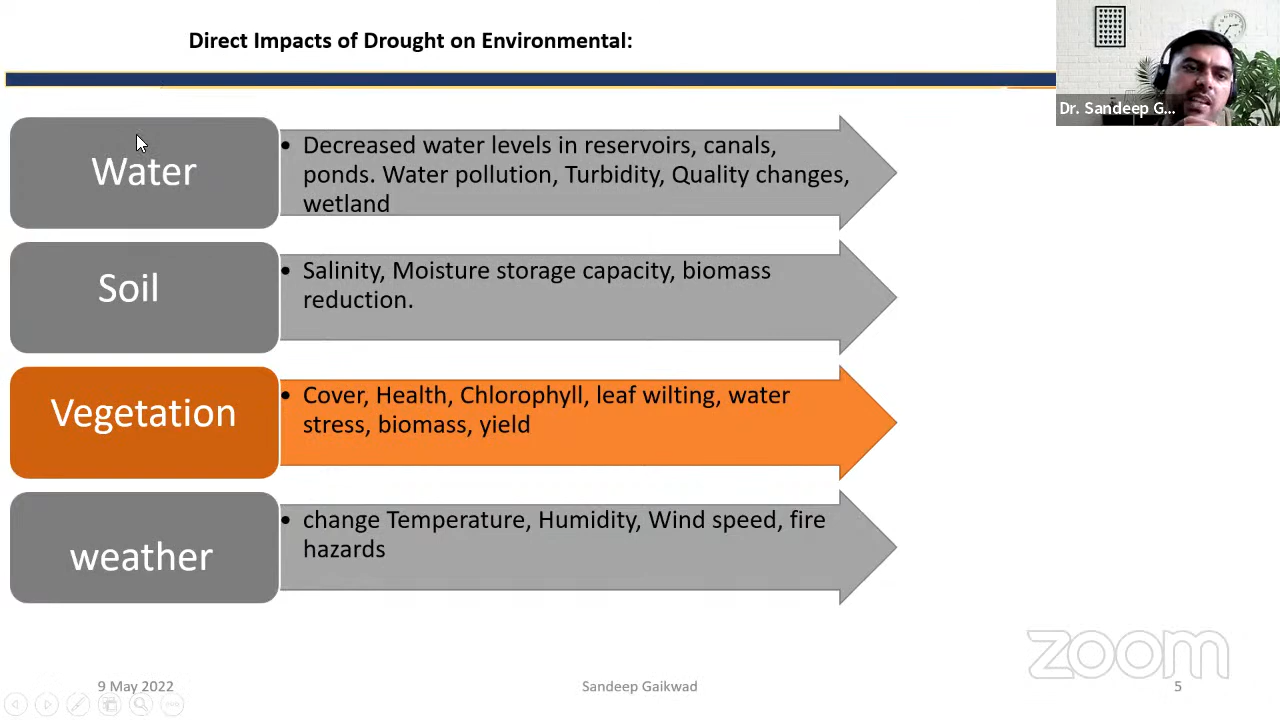 Direct Impacts of Drought on Environmental:
Dr. Sandeep G...
Water
• Decreased water levels in reservoirs, canals,
ponds. Water pollution, Turbidity, Quality changes,
wetland
Soil
• Salinity, Moisture storage capacity, biomass
reduction.
Vegetation
• Cover, Health, Chlorophyll, leaf wilting, water
stress, biomass, yield
weather
• change Temperature, Humidity, Wind speed, fire
hazards
zoom
9 May 2022
Sandeep Gaikwad
5